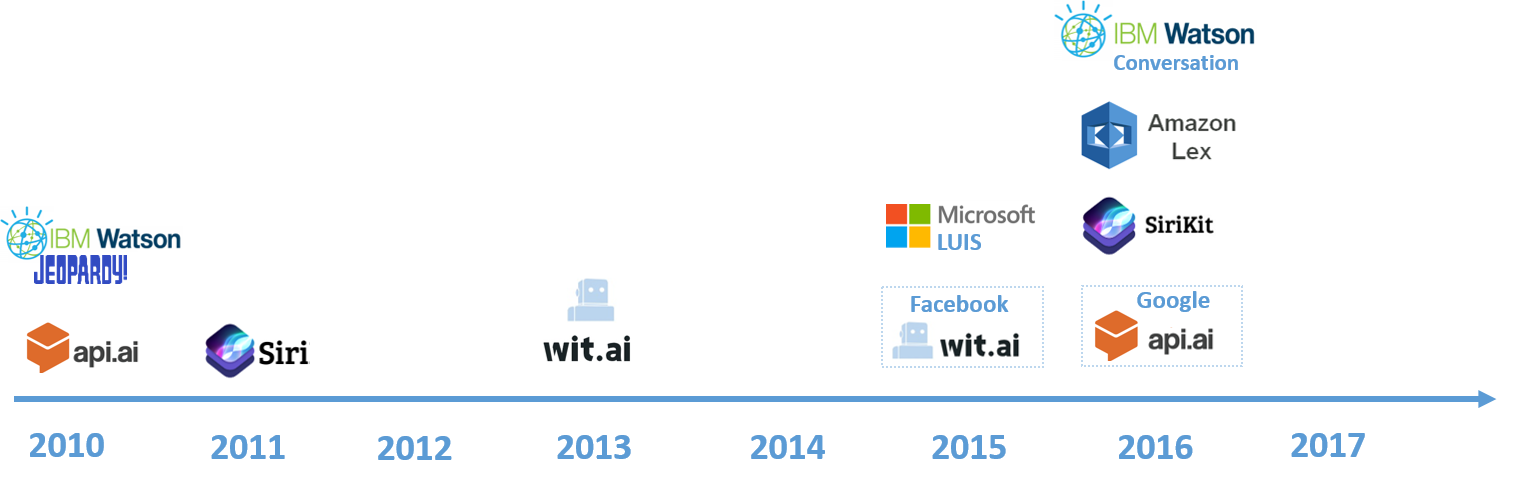 IBM Watson
Conversation
Amazon
Lex
Microsoft
LUIS
SiriKit
IBM Watson
JEOPARDY!
Facebook
Google
api.ai
Siri
wit.ai
wit.ai
api.ai
2010
2011
2012
2013
2014
2015
2016
2017